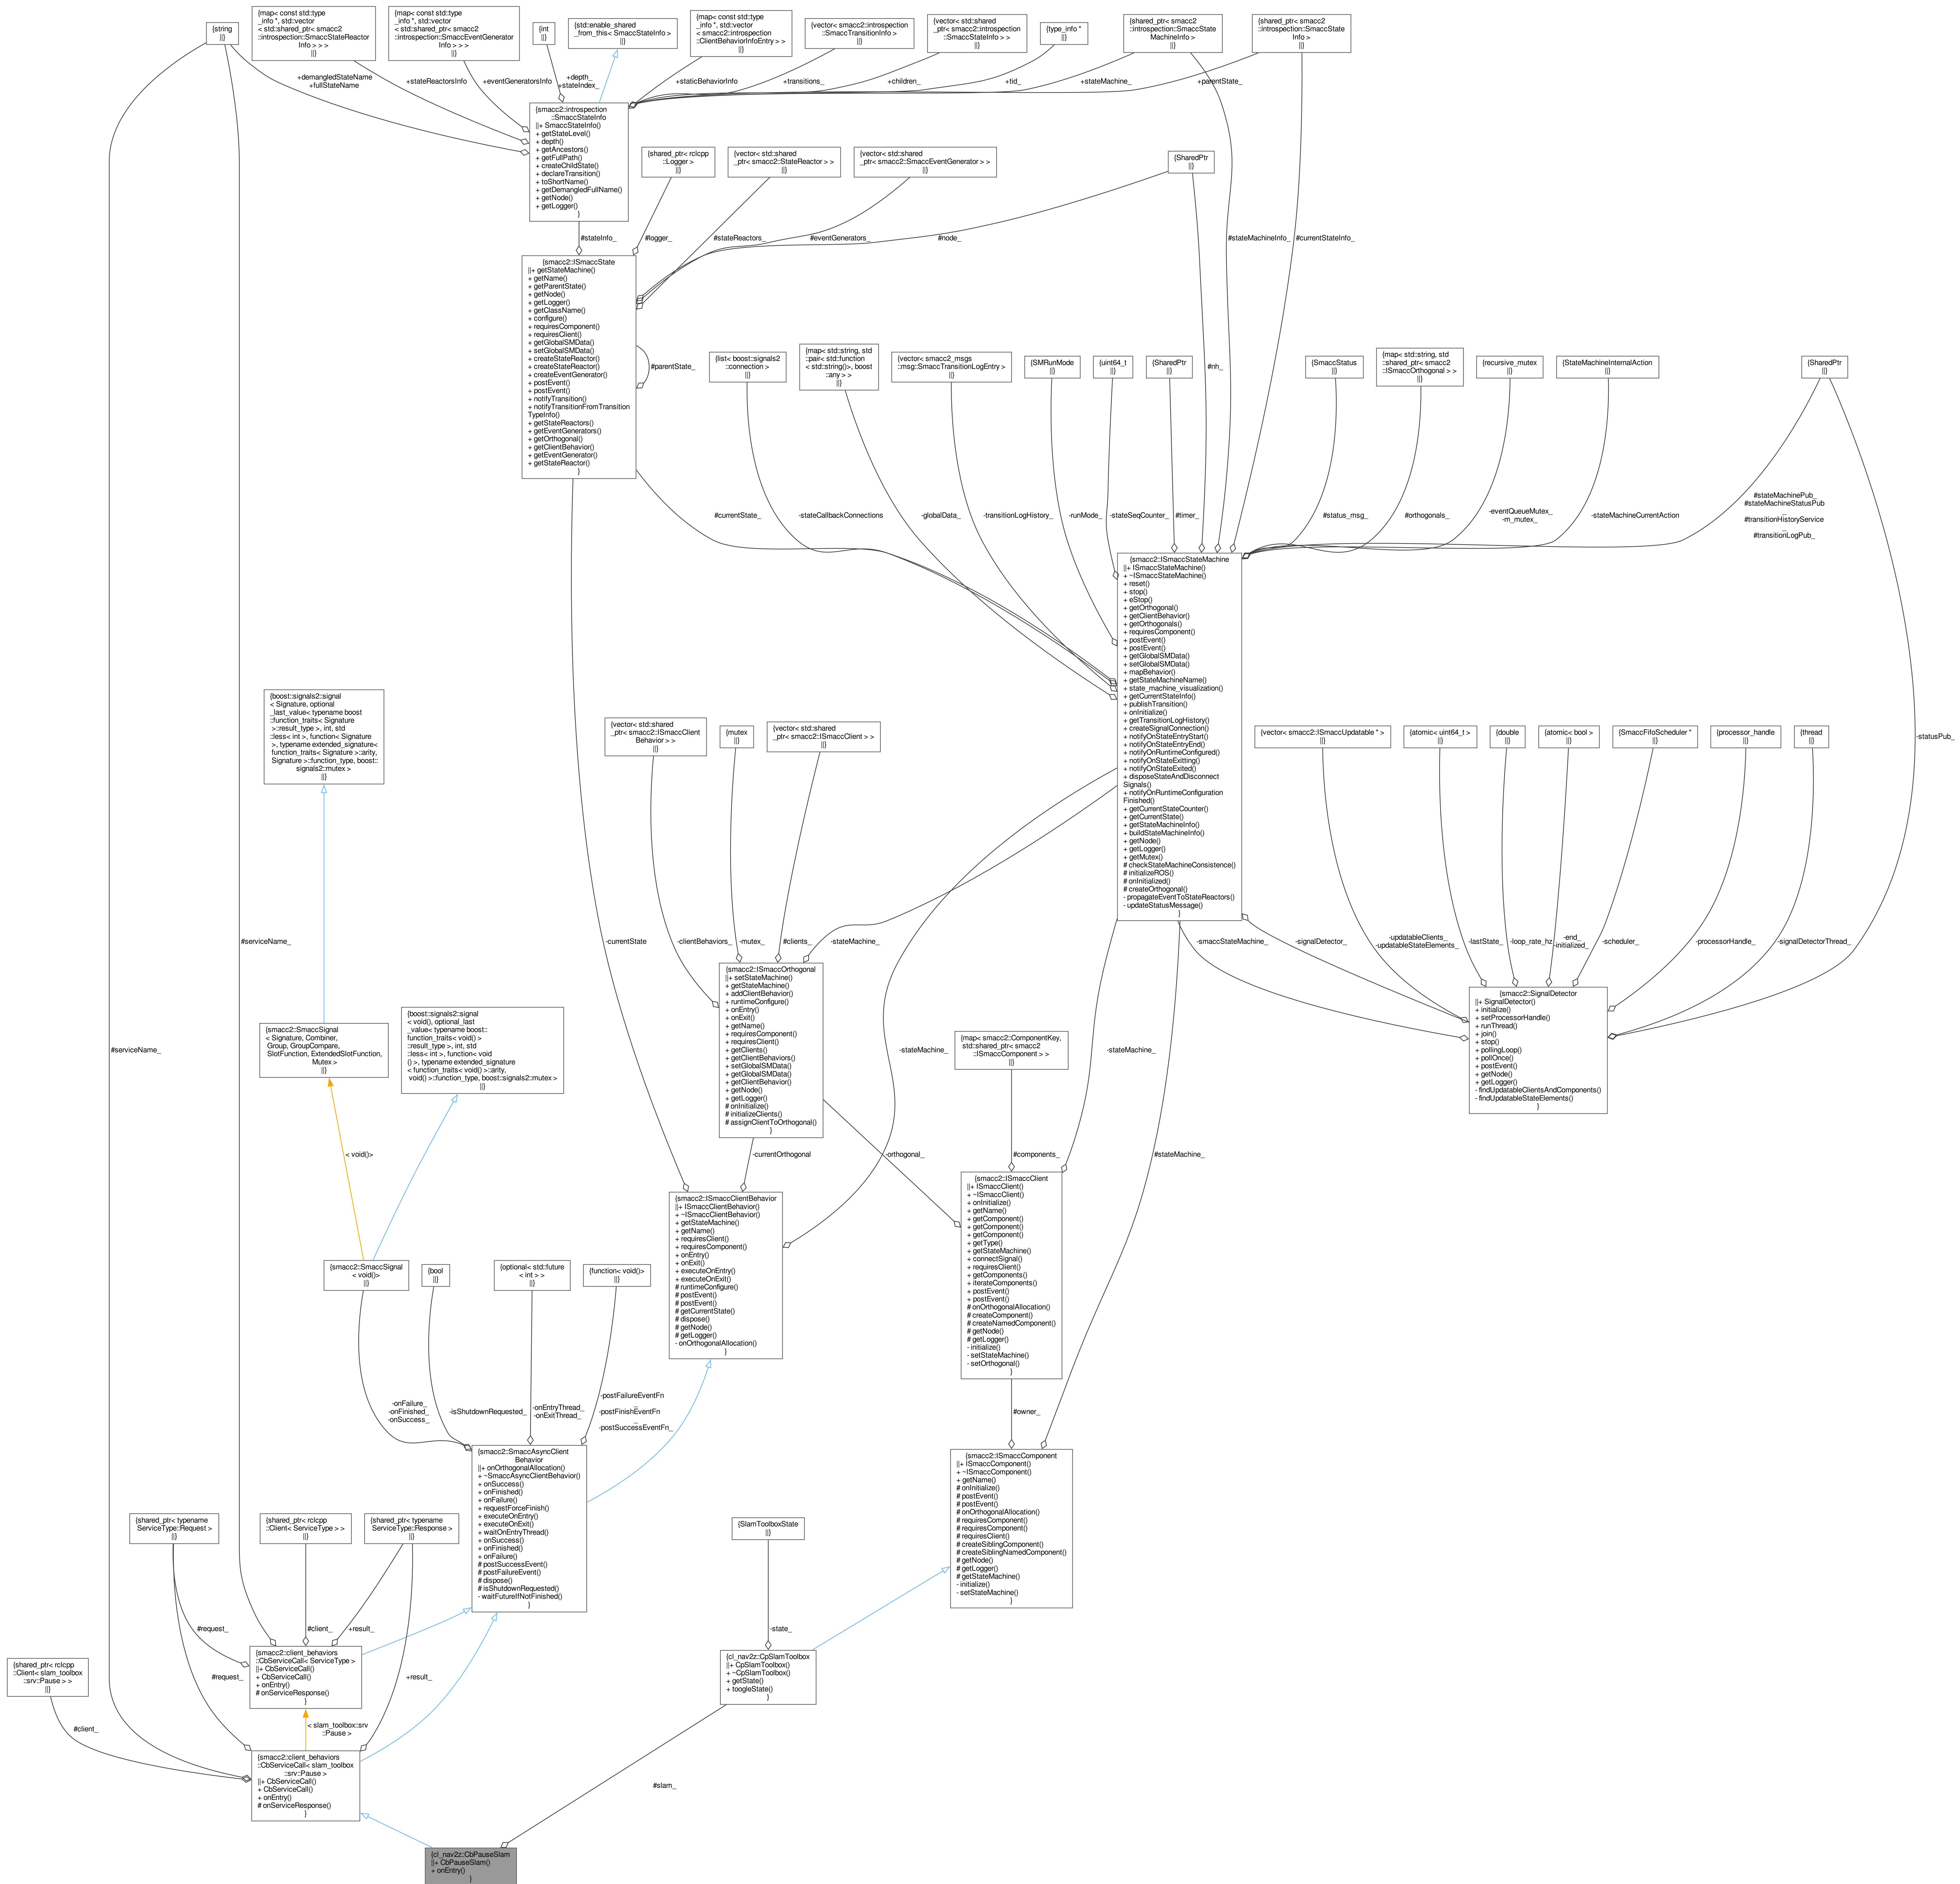 {string
||}
{map< const std::type
_info *, std::vector
< std::shared_ptr< smacc2
::introspection::SmaccStateReactor
Info > > >
||}
{map< const std::type
_info *, std::vector
< std::shared_ptr< smacc2
::introspection::SmaccEventGenerator
Info > > >
||}
{int
||}
{std::enable_shared
_from_this< SmaccStateInfo >
||}
{map< const std::type
_info *, std::vector
< smacc2::introspection
::ClientBehaviorInfoEntry > >
||}
{vector< smacc2::introspection
::SmaccTransitionInfo >
||}
{vector< std::shared
_ptr< smacc2::introspection
::SmaccStateInfo > >
||}
{type_info *
||}
{shared_ptr< smacc2
::introspection::SmaccState
MachineInfo >
||}
{shared_ptr< smacc2
::introspection::SmaccState
Info >
||}
+demangledStateName
+fullStateName
+stateReactorsInfo
+eventGeneratorsInfo
+depth_
+stateIndex_
+staticBehaviorInfo
+transitions_
+children_
+tid_
+stateMachine_
+parentState_
{smacc2::introspection
::SmaccStateInfo
||+ SmaccStateInfo()
+ getStateLevel()
+ depth()
+ getAncestors()
+ getFullPath()
+ createChildState()
+ declareTransition()
+ toShortName()
+ getDemangledFullName()
+ getNode()
+ getLogger()
}
{shared_ptr< rclcpp
::Logger >
||}
{vector< std::shared
_ptr< smacc2::StateReactor > >
||}
{vector< std::shared
_ptr< smacc2::SmaccEventGenerator > >
||}
{SharedPtr
||}
#stateInfo_
#logger_
#stateReactors_
#eventGenerators_
#node_
#stateMachineInfo_
#currentStateInfo_
{smacc2::ISmaccState
||+ getStateMachine()
+ getName()
+ getParentState()
+ getNode()
+ getLogger()
+ getClassName()
+ configure()
+ requiresComponent()
+ requiresClient()
+ getGlobalSMData()
+ setGlobalSMData()
+ createStateReactor()
+ createStateReactor()
+ createEventGenerator()
+ postEvent()
+ postEvent()
+ notifyTransition()
+ notifyTransitionFromTransition
TypeInfo()
+ getStateReactors()
+ getEventGenerators()
+ getOrthogonal()
+ getClientBehavior()
+ getEventGenerator()
+ getStateReactor()
}
#parentState_
{list< boost::signals2
::connection >
||}
{map< std::string, std
::pair< std::function
< std::string()>, boost
::any > >
||}
{vector< smacc2_msgs
::msg::SmaccTransitionLogEntry >
||}
{SMRunMode
||}
{uint64_t
||}
{SharedPtr
||}
#nh_
{SmaccStatus
||}
{map< std::string, std
::shared_ptr< smacc2
::ISmaccOrthogonal > >
||}
{recursive_mutex
||}
{StateMachineInternalAction
||}
{SharedPtr
||}
#currentState_
-stateCallbackConnections
-globalData_
-transitionLogHistory_
-runMode_
-stateSeqCounter_
#timer_
#status_msg_
#orthogonals_
-eventQueueMutex_
-m_mutex_
-stateMachineCurrentAction
#stateMachinePub_
#stateMachineStatusPub
_
#transitionHistoryService
_
#transitionLogPub_
{smacc2::ISmaccStateMachine
||+ ISmaccStateMachine()
+ ~ISmaccStateMachine()
+ reset()
+ stop()
+ eStop()
+ getOrthogonal()
+ getClientBehavior()
+ getOrthogonals()
+ requiresComponent()
+ postEvent()
+ postEvent()
+ getGlobalSMData()
+ setGlobalSMData()
+ mapBehavior()
+ getStateMachineName()
+ state_machine_visualization()
+ getCurrentStateInfo()
+ publishTransition()
+ onInitialize()
+ getTransitionLogHistory()
+ createSignalConnection()
+ notifyOnStateEntryStart()
+ notifyOnStateEntryEnd()
+ notifyOnRuntimeConfigured()
+ notifyOnStateExitting()
+ notifyOnStateExited()
+ disposeStateAndDisconnect
Signals()
+ notifyOnRuntimeConfiguration
Finished()
+ getCurrentStateCounter()
+ getCurrentState()
+ getStateMachineInfo()
+ buildStateMachineInfo()
+ getNode()
+ getLogger()
+ getMutex()
# checkStateMachineConsistence()
# initializeROS()
# onInitialized()
# createOrthogonal()
- propagateEventToStateReactors()
- updateStatusMessage()
}
{boost::signals2::signal
< Signature, optional
_last_value< typename boost
::function_traits< Signature
>::result_type >, int, std
::less< int >, function< Signature
>, typename extended_signature<
function_traits< Signature >::arity,
Signature >::function_type, boost::
signals2::mutex >
||}
{vector< std::shared
_ptr< smacc2::ISmaccClient
Behavior > >
||}
{mutex
||}
{vector< std::shared
_ptr< smacc2::ISmaccClient > >
||}
{vector< smacc2::ISmaccUpdatable * >
||}
{atomic< uint64_t >
||}
{double
||}
{atomic< bool >
||}
{SmaccFifoScheduler *
||}
{processor_handle
||}
{thread
||}
-statusPub_
#serviceName_
-currentState
-clientBehaviors_
-mutex_
#clients_
-stateMachine_
-smaccStateMachine_
-signalDetector_
-updatableClients_
-updatableStateElements_
-lastState_
-loop_rate_hz
-end_
-initialized_
-scheduler_
-processorHandle_
-signalDetectorThread_
{smacc2::ISmaccOrthogonal
||+ setStateMachine()
+ getStateMachine()
+ addClientBehavior()
+ runtimeConfigure()
+ onEntry()
+ onExit()
+ getName()
+ requiresComponent()
+ requiresClient()
+ getClients()
+ getClientBehaviors()
+ setGlobalSMData()
+ getGlobalSMData()
+ getClientBehavior()
+ getNode()
+ getLogger()
# onInitialize()
# initializeClients()
# assignClientToOrthogonal()
}
{smacc2::SignalDetector
||+ SignalDetector()
+ initialize()
+ setProcessorHandle()
+ runThread()
+ join()
+ stop()
+ pollingLoop()
+ pollOnce()
+ postEvent()
+ getNode()
+ getLogger()
- findUpdatableClientsAndComponents()
- findUpdatableStateElements()
}
{smacc2::SmaccSignal
< Signature, Combiner,
Group, GroupCompare,
SlotFunction, ExtendedSlotFunction,
Mutex >
||}
{boost::signals2::signal
< void(), optional_last
_value< typename boost::
function_traits< void() >
::result_type >, int, std
::less< int >, function< void
() >, typename extended_signature
< function_traits< void() >::arity,
void() >::function_type, boost::signals2::mutex >
||}
#serviceName_
-stateMachine_
{map< smacc2::ComponentKey,
std::shared_ptr< smacc2
::ISmaccComponent > >
||}
-stateMachine_
< void()>
-currentOrthogonal
-orthogonal_
#components_
#stateMachine_
{smacc2::ISmaccClientBehavior
||+ ISmaccClientBehavior()
+ ~ISmaccClientBehavior()
+ getStateMachine()
+ getName()
+ requiresClient()
+ requiresComponent()
+ onEntry()
+ onExit()
+ executeOnEntry()
+ executeOnExit()
# runtimeConfigure()
# postEvent()
# postEvent()
# getCurrentState()
# dispose()
# getNode()
# getLogger()
- onOrthogonalAllocation()
}
{smacc2::ISmaccClient
||+ ISmaccClient()
+ ~ISmaccClient()
+ onInitialize()
+ getName()
+ getComponent()
+ getComponent()
+ getComponent()
+ getType()
+ getStateMachine()
+ connectSignal()
+ requiresClient()
+ getComponents()
+ iterateComponents()
+ postEvent()
+ postEvent()
# onOrthogonalAllocation()
# createComponent()
# createNamedComponent()
# getNode()
# getLogger()
- initialize()
- setStateMachine()
- setOrthogonal()
}
{smacc2::SmaccSignal
< void()>
||}
{bool
||}
{optional< std::future
< int > >
||}
{function< void()>
||}
-onFailure_
-onFinished_
-onSuccess_
-isShutdownRequested_
-onEntryThread_
-onExitThread_
-postFailureEventFn
_
-postFinishEventFn
_
-postSuccessEventFn_
#owner_
{smacc2::SmaccAsyncClient
Behavior
||+ onOrthogonalAllocation()
+ ~SmaccAsyncClientBehavior()
+ onSuccess()
+ onFinished()
+ onFailure()
+ requestForceFinish()
+ executeOnEntry()
+ executeOnExit()
+ waitOnEntryThread()
+ onSuccess()
+ onFinished()
+ onFailure()
# postSuccessEvent()
# postFailureEvent()
# dispose()
# isShutdownRequested()
- waitFutureIfNotFinished()
}
{smacc2::ISmaccComponent
||+ ISmaccComponent()
+ ~ISmaccComponent()
+ getName()
# onInitialize()
# postEvent()
# postEvent()
# onOrthogonalAllocation()
# requiresComponent()
# requiresComponent()
# requiresClient()
# createSiblingComponent()
# createSiblingNamedComponent()
# getNode()
# getLogger()
# getStateMachine()
- initialize()
- setStateMachine()
}
{shared_ptr< typename
ServiceType::Request >
||}
{shared_ptr< rclcpp
::Client< ServiceType > >
||}
{shared_ptr< typename
ServiceType::Response >
||}
{SlamToolboxState
||}
#request_
#client_
+result_
-state_
{shared_ptr< rclcpp
::Client< slam_toolbox
::srv::Pause > >
||}
{smacc2::client_behaviors
::CbServiceCall< ServiceType >
||+ CbServiceCall()
+ CbServiceCall()
+ onEntry()
# onServiceResponse()
}
{cl_nav2z::CpSlamToolbox
||+ CpSlamToolbox()
+ ~CpSlamToolbox()
+ getState()
+ toogleState()
}
#request_
+result_
#client_
< slam_toolbox::srv
::Pause >
{smacc2::client_behaviors
::CbServiceCall< slam_toolbox
::srv::Pause >
||+ CbServiceCall()
+ CbServiceCall()
+ onEntry()
# onServiceResponse()
}
#slam_
{cl_nav2z::CbPauseSlam
||+ CbPauseSlam()
+ onEntry()
}